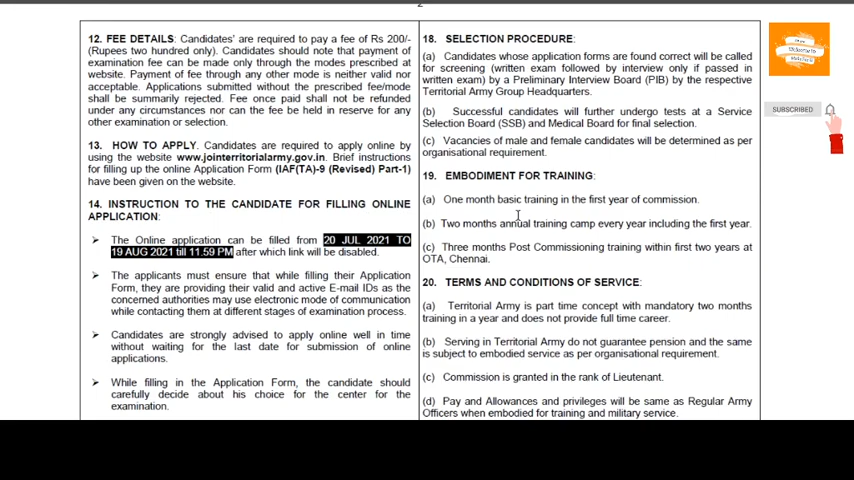 2
12. FEE DETAILS: Candidates' are required to pay a fee of Rs 200/-
(Rupees two hundred only). Candidates should note that payment of
examination fee can be made only through the modes prescribed at
website. Payment of fee through any other mode is neither valid nor
acceptable. Applications submitted without the prescribed fee/mode
shall be summarily rejected. Fee once paid shall not be refunded
under any circumstances nor can the fee be held in reserve for any
other examination or selection.
13. HOW TO APPLY. Candidates are required to apply online by
using the website www.jointerritorialarmy.gov.in. Brief instructions
for filling up the online Application Form (IAF(TA)-9 (Revised) Part-1)
have been given on the website.
14. INSTRUCTION TO THE CANDIDATE FOR FILLING ONLINE
APPLICATION:
➢ The Online application can be filled from 20 JUL 2021 TO
19 AUG 2021 till 11.59 PM after which link will be disabled.
➢ The applicants must ensure that while filling their Application
Form, they are providing their valid and active E-mail IDs as the
concerned authorities may use electronic mode of communication
while contacting them at different stages of examination process.
➢ Candidates are strongly advised to apply online well in time
without waiting for the last date for submission of online
applications.
➢ While filling in the Application Form, the candidate should
carefully decide about his choice for the center for the
examination.
18. SELECTION PROCEDURE:
(a) Candidates whose application forms are found correct will be called
for screening (written exam followed by interview only if passed in
written exam) by a Preliminary Interview Board (PIB) by the respective
Territorial Army Group Headquarters.
(b) Successful candidates will further undergo tests at a Service
Selection Board (SSB) and Medical Board for final selection.
(c) Vacancies of male and female candidates will be determined as per
organisational requirement.
19. EMBODIMENT FOR TRAINING:
(a) One month basic training in the first year of commission.
(b) Two months annual training camp every year including the first year.
(c) Three months Post Commissioning training within first two years at
OTA, Chennai.
20. TERMS AND CONDITIONS OF SERVICE:
(a) Territorial Army is part time concept with mandatory two months
training in a year and does not provide full time career.
(b) Serving in Territorial Army do not guarantee pension and the same
is subject to embodied service as per organisational requirement.
(c) Commission is granted in the rank of Lieutenant.
(d) Pay and Allowances and privileges will be same as Regular Army
Officers when embodied for training and military service.
Welcome to
SUBSCRIBED